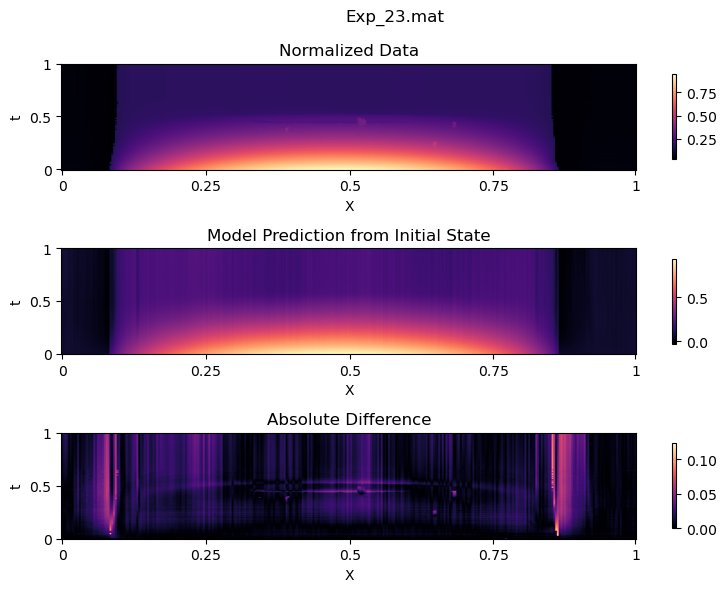 Exp_23.mat
Normalized Data
1
0.5
0
t
0 0.25 0.5 0.75 1
X
0.75
0.50
0.25
Model Prediction from Initial State
1
0.5
0
t
0 0.25 0.5 0.75 1
X
0.5
0.0
Absolute Difference
1
0.5
0
t
0 0.25 0.5 0.75 1
X
0.10
0.05
0.00